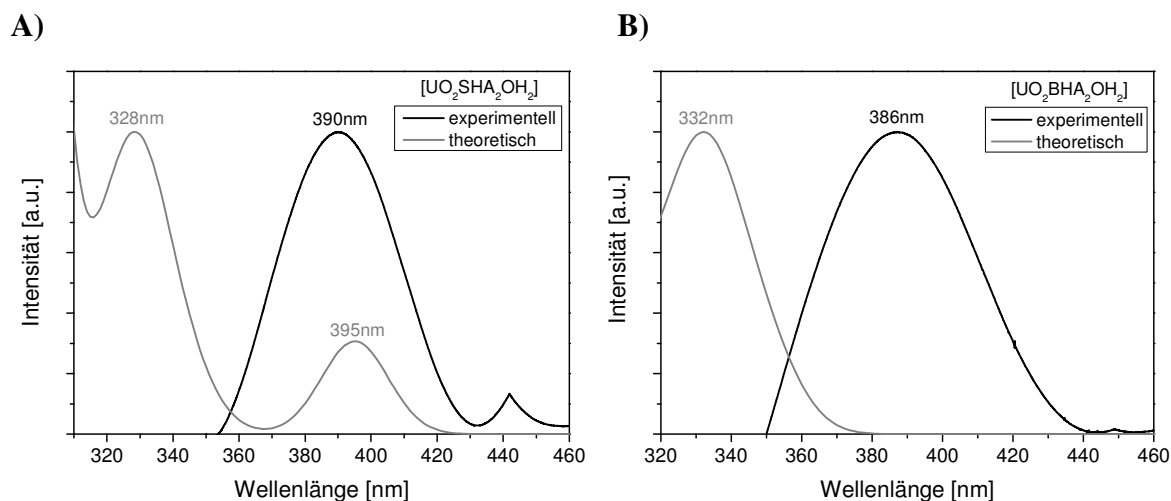 A)
[UO₂SHA₂OH₂]
experimentell
theoretisch
328nm
390nm
395nm
Intensität [a.u.]
320 340 360 380 400 420 440 460
Wellenlänge [nm]
B)
[UO₂BHA₂OH₂]
experimentell
theoretisch
332nm
386nm
Intensität [a.u.]
320 340 360 380 400 420 440 460
Wellenlänge [nm]